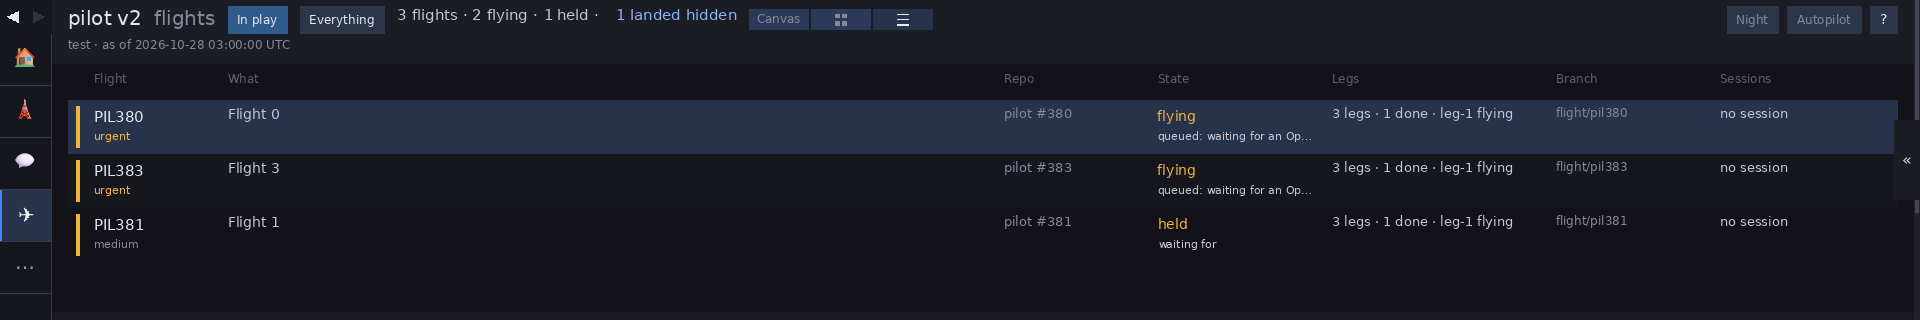 pilot v2 flights In play Everything 3 flights · 2 flying · 1 held · 1 landed hidden Canvas Night Autopilot ?
test · as of 2026-10-28 03:00:00 UTC
Flight What Repo State Legs Branch Sessions
PIL380 Flight 0 pilot #380 flying 3 legs · 1 done · leg-1 flying flight/pil380 no session
urgent queued: waiting for an Op...
PIL383 Flight 3 pilot #383 flying 3 legs · 1 done · leg-1 flying flight/pil383 no session
urgent queued: waiting for an Op...
PIL381 Flight 1 pilot #381 held 3 legs · 1 done · leg-1 flying flight/pil381 no session
medium waiting for